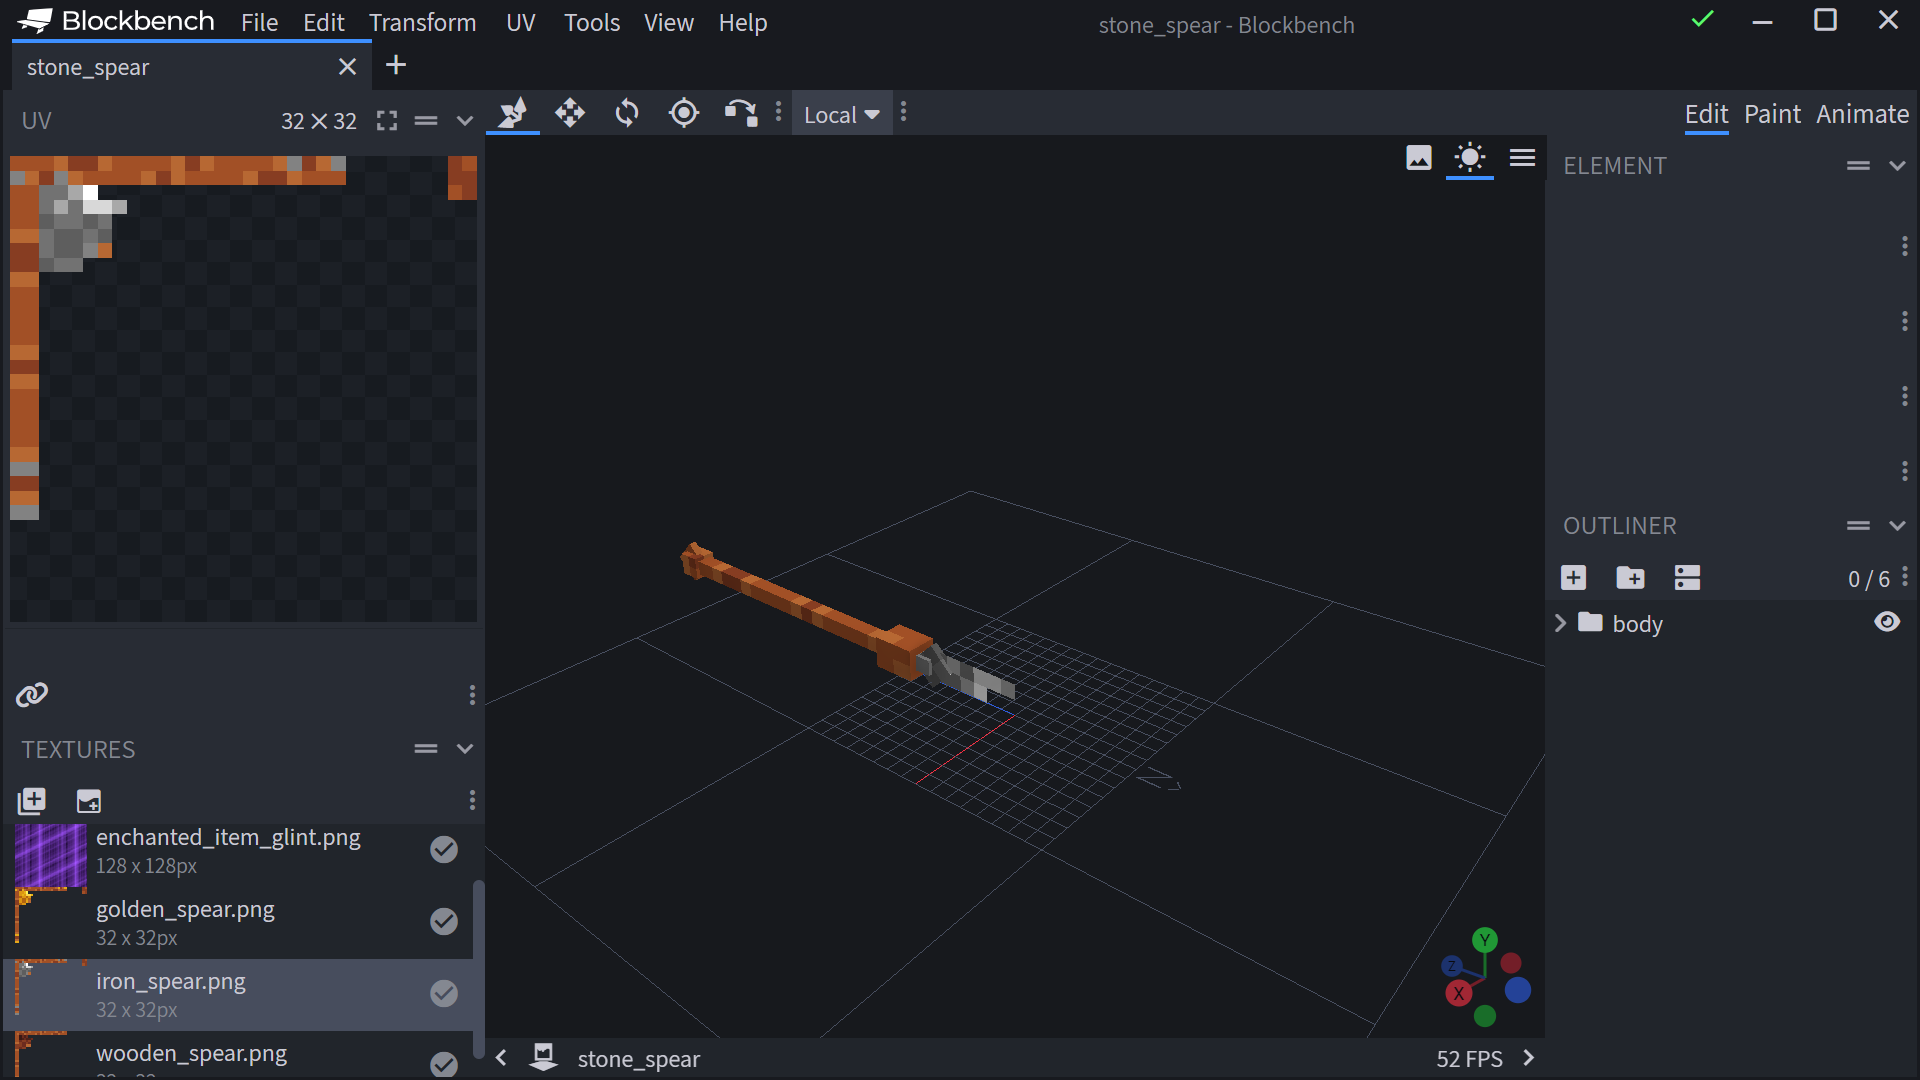 Blockbench File Edit Transform UV Tools View Help
stone_spear - Blockbench
stone_spear
UV
32 × 32
Local
Edit Paint Animate
ELEMENT
OUTLINER
0 / 6
body
TEXTURES
enchanted_item_glint.png
128 x 128px
golden_spear.png
32 x 32px
iron_spear.png
32 x 32px
wooden_spear.png
Y
Z
X
stone_spear
52 FPS